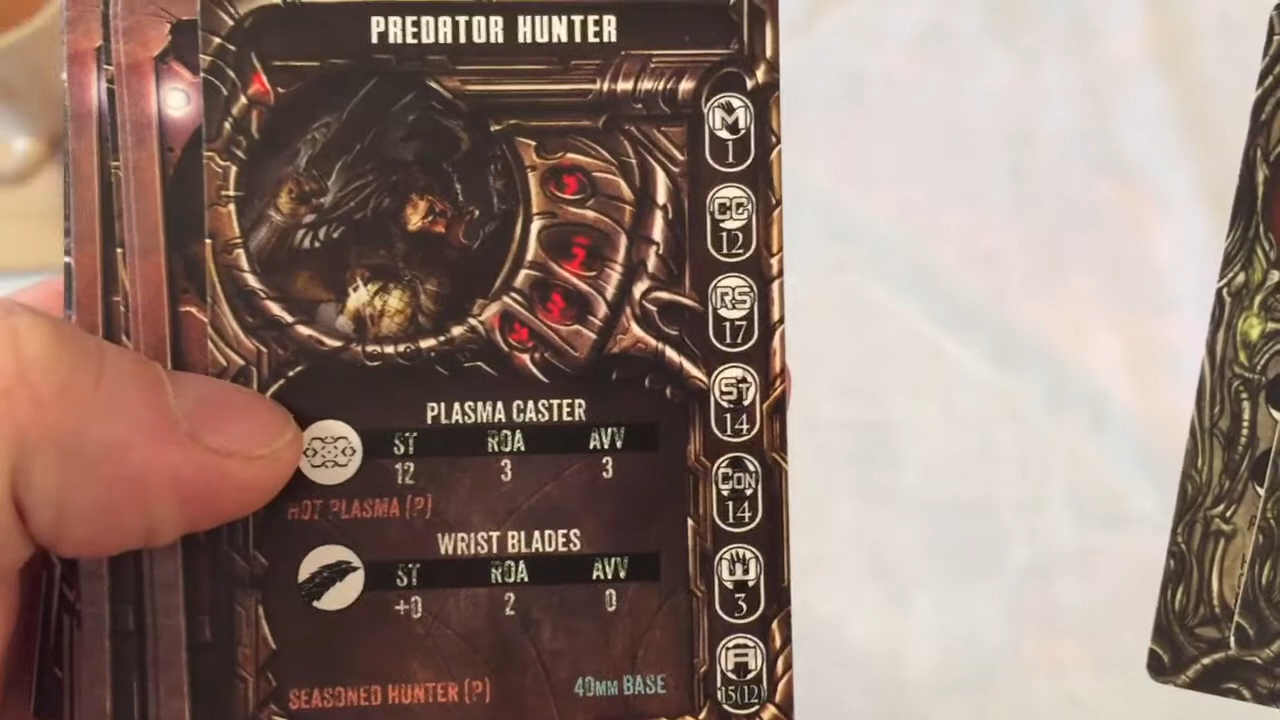 PREDATOR HUNTER
M
1
CC
12
RS
17
ST
14
CON
14
W
3
A
15(12)
PLASMA CASTER
ST ROA AVV
12 3 3
HOT PLASMA (P)
WRIST BLADES
ST ROA AVV
+0 2 0
SEASONED HUNTER (P) 40MM BASE